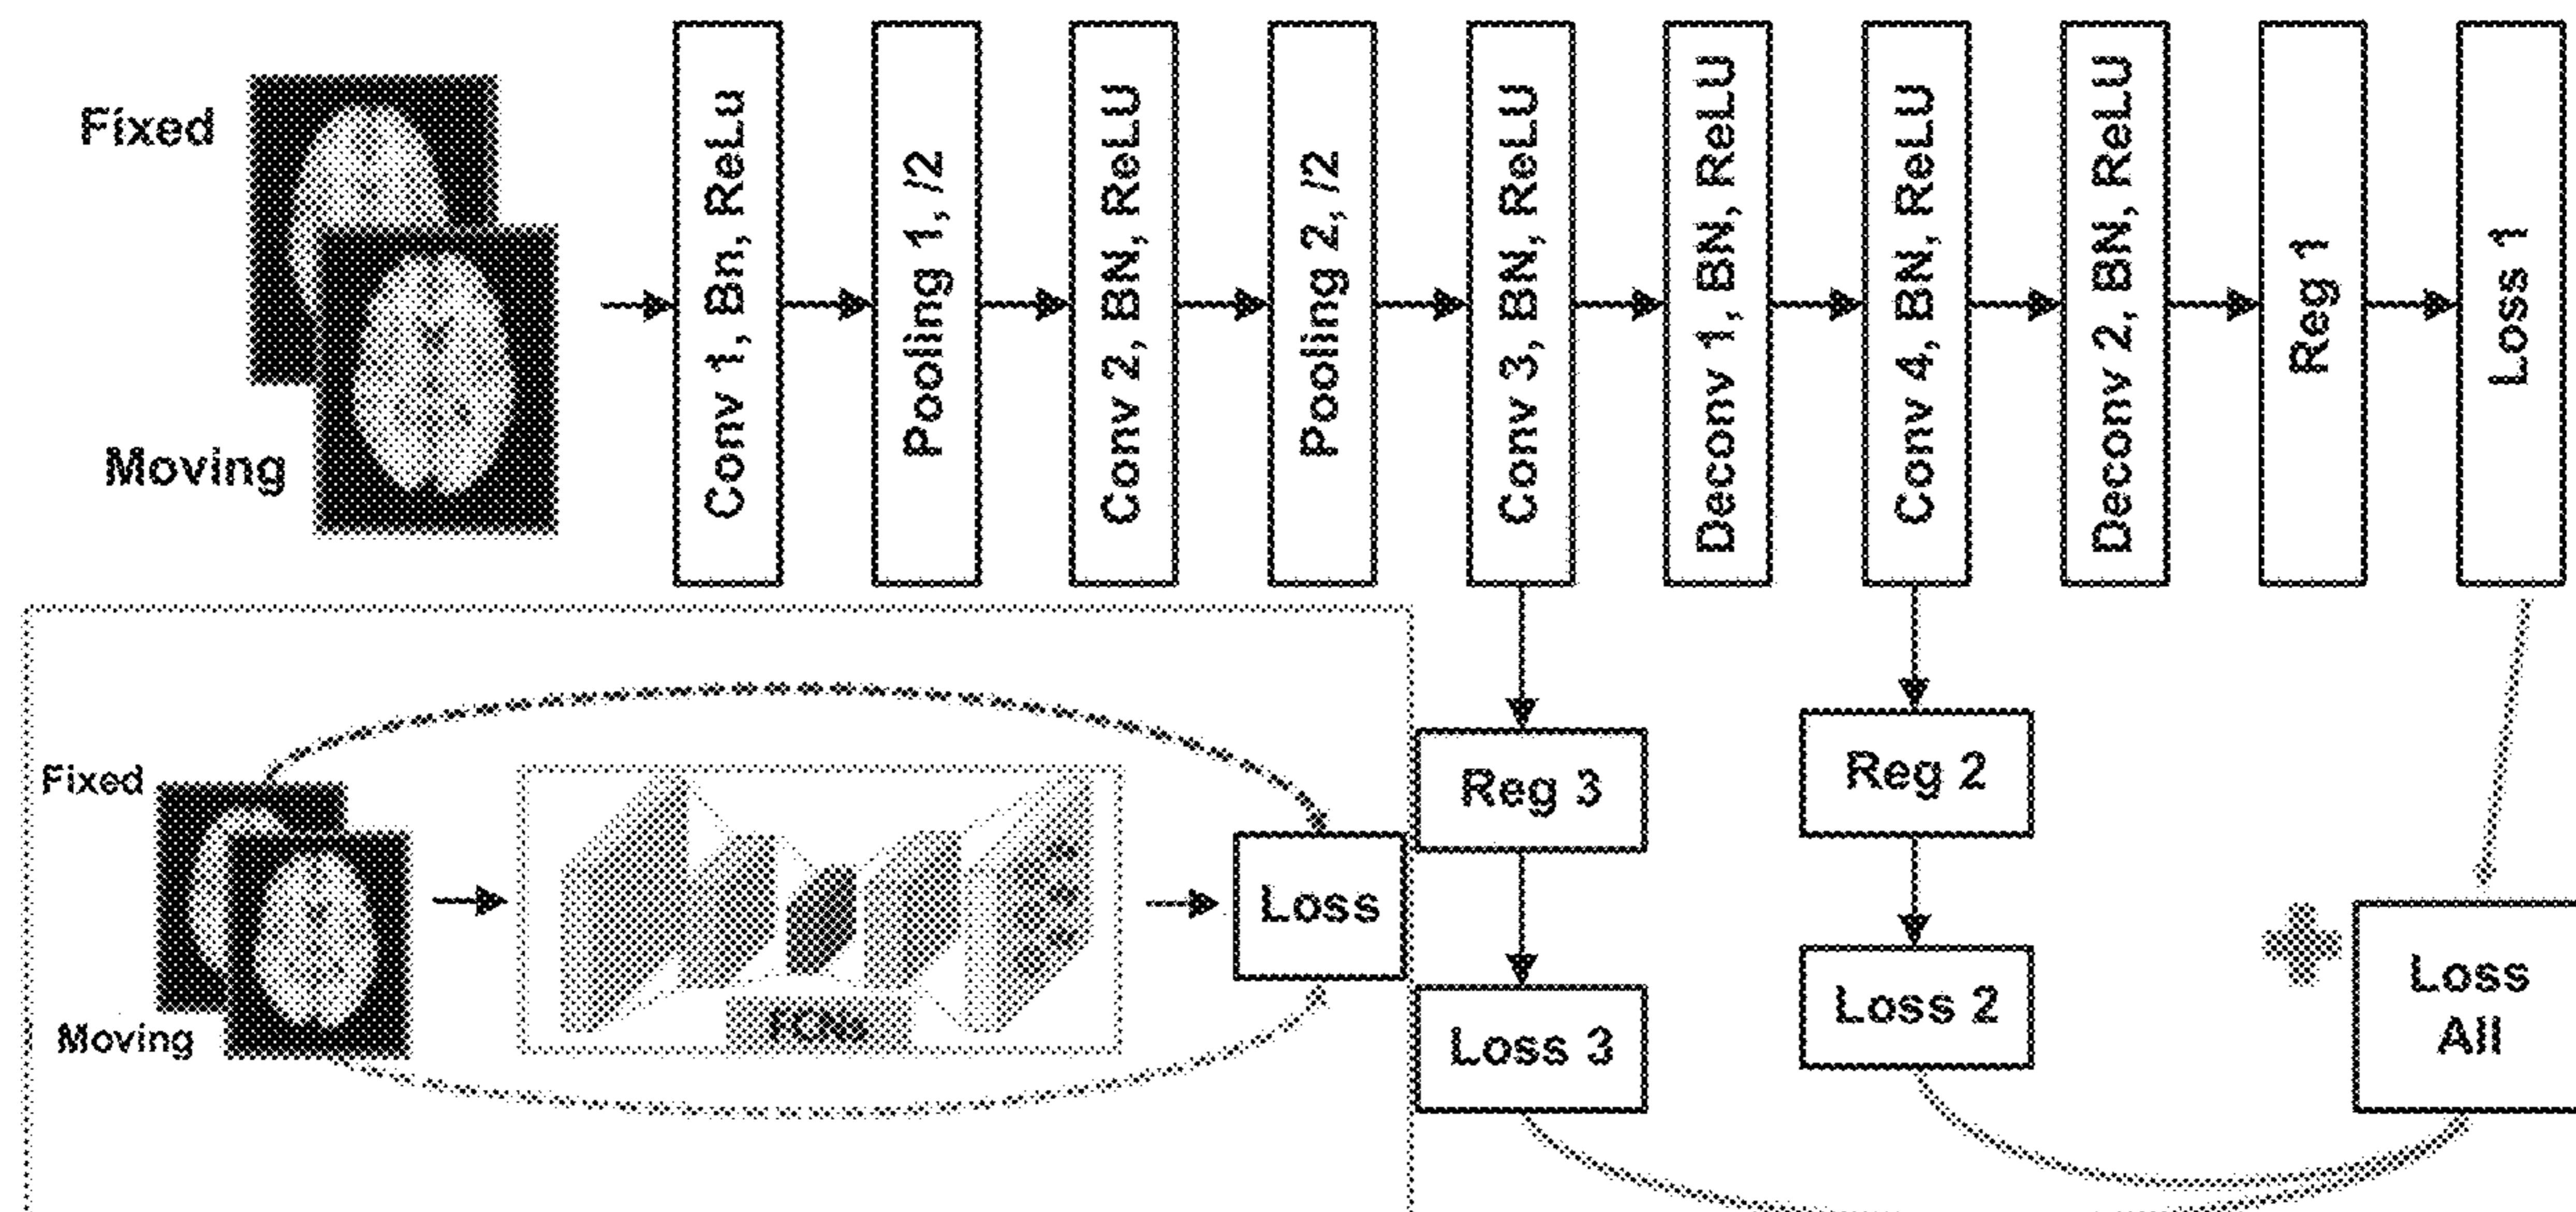 Fixed
Moving
Conv 1, Bn, ReLu
Pooling 1, /2
Conv 2, BN, ReLU
Pooling 2, /2
Conv 3, BN, ReLU
Deconv 1, BN, ReLU
Conv 4, BN, ReLU
Deconv 2, BN, ReLU
Reg 1
Loss 1
Fixed
Moving
FCNs
Loss
Reg 3
Loss 3
Reg 2
Loss 2
Loss
All